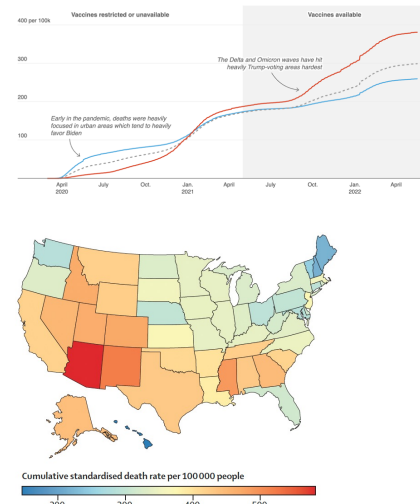 Vaccines restricted or unavailable
Vaccines available
400 per 100k
300
200
100
The Delta and Omicron waves have hit
heavily Trump-voting areas hardest
Early in the pandemic, deaths were heavily
focused in urban areas which tend to heavily
favor Biden
April
2020
July
Oct.
Jan.
2021
April
July
Oct.
Jan.
2022
April
Cumulative standardised death rate per 100 000 people
200
300
400
500